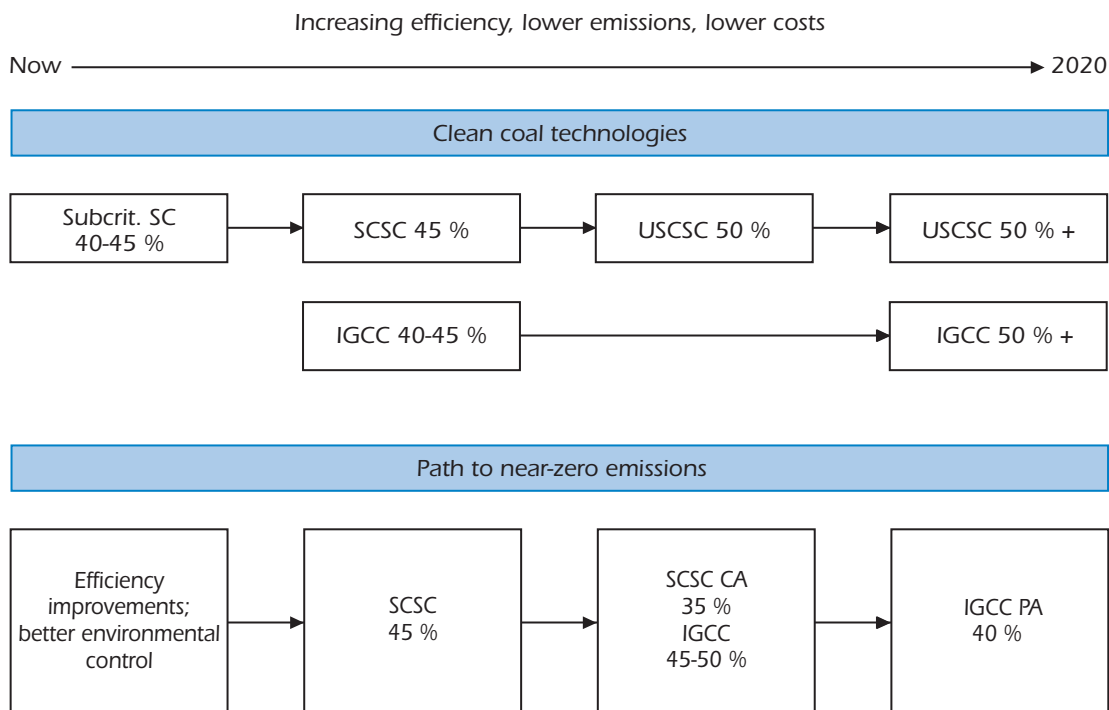 Increasing efficiency, lower emissions, lower costs
Now
2020
Clean coal technologies
Subcrit. SC
40-45 %
SCSC 45 %
USCSC 50 %
USCSC 50 % +
IGCC 40-45 %
IGCC 50 % +
Path to near-zero emissions
Efficiency
improvements;
better environmental
control
SCSC
45 %
SCSC CA
35 %
IGCC
45-50 %
IGCC PA
40 %